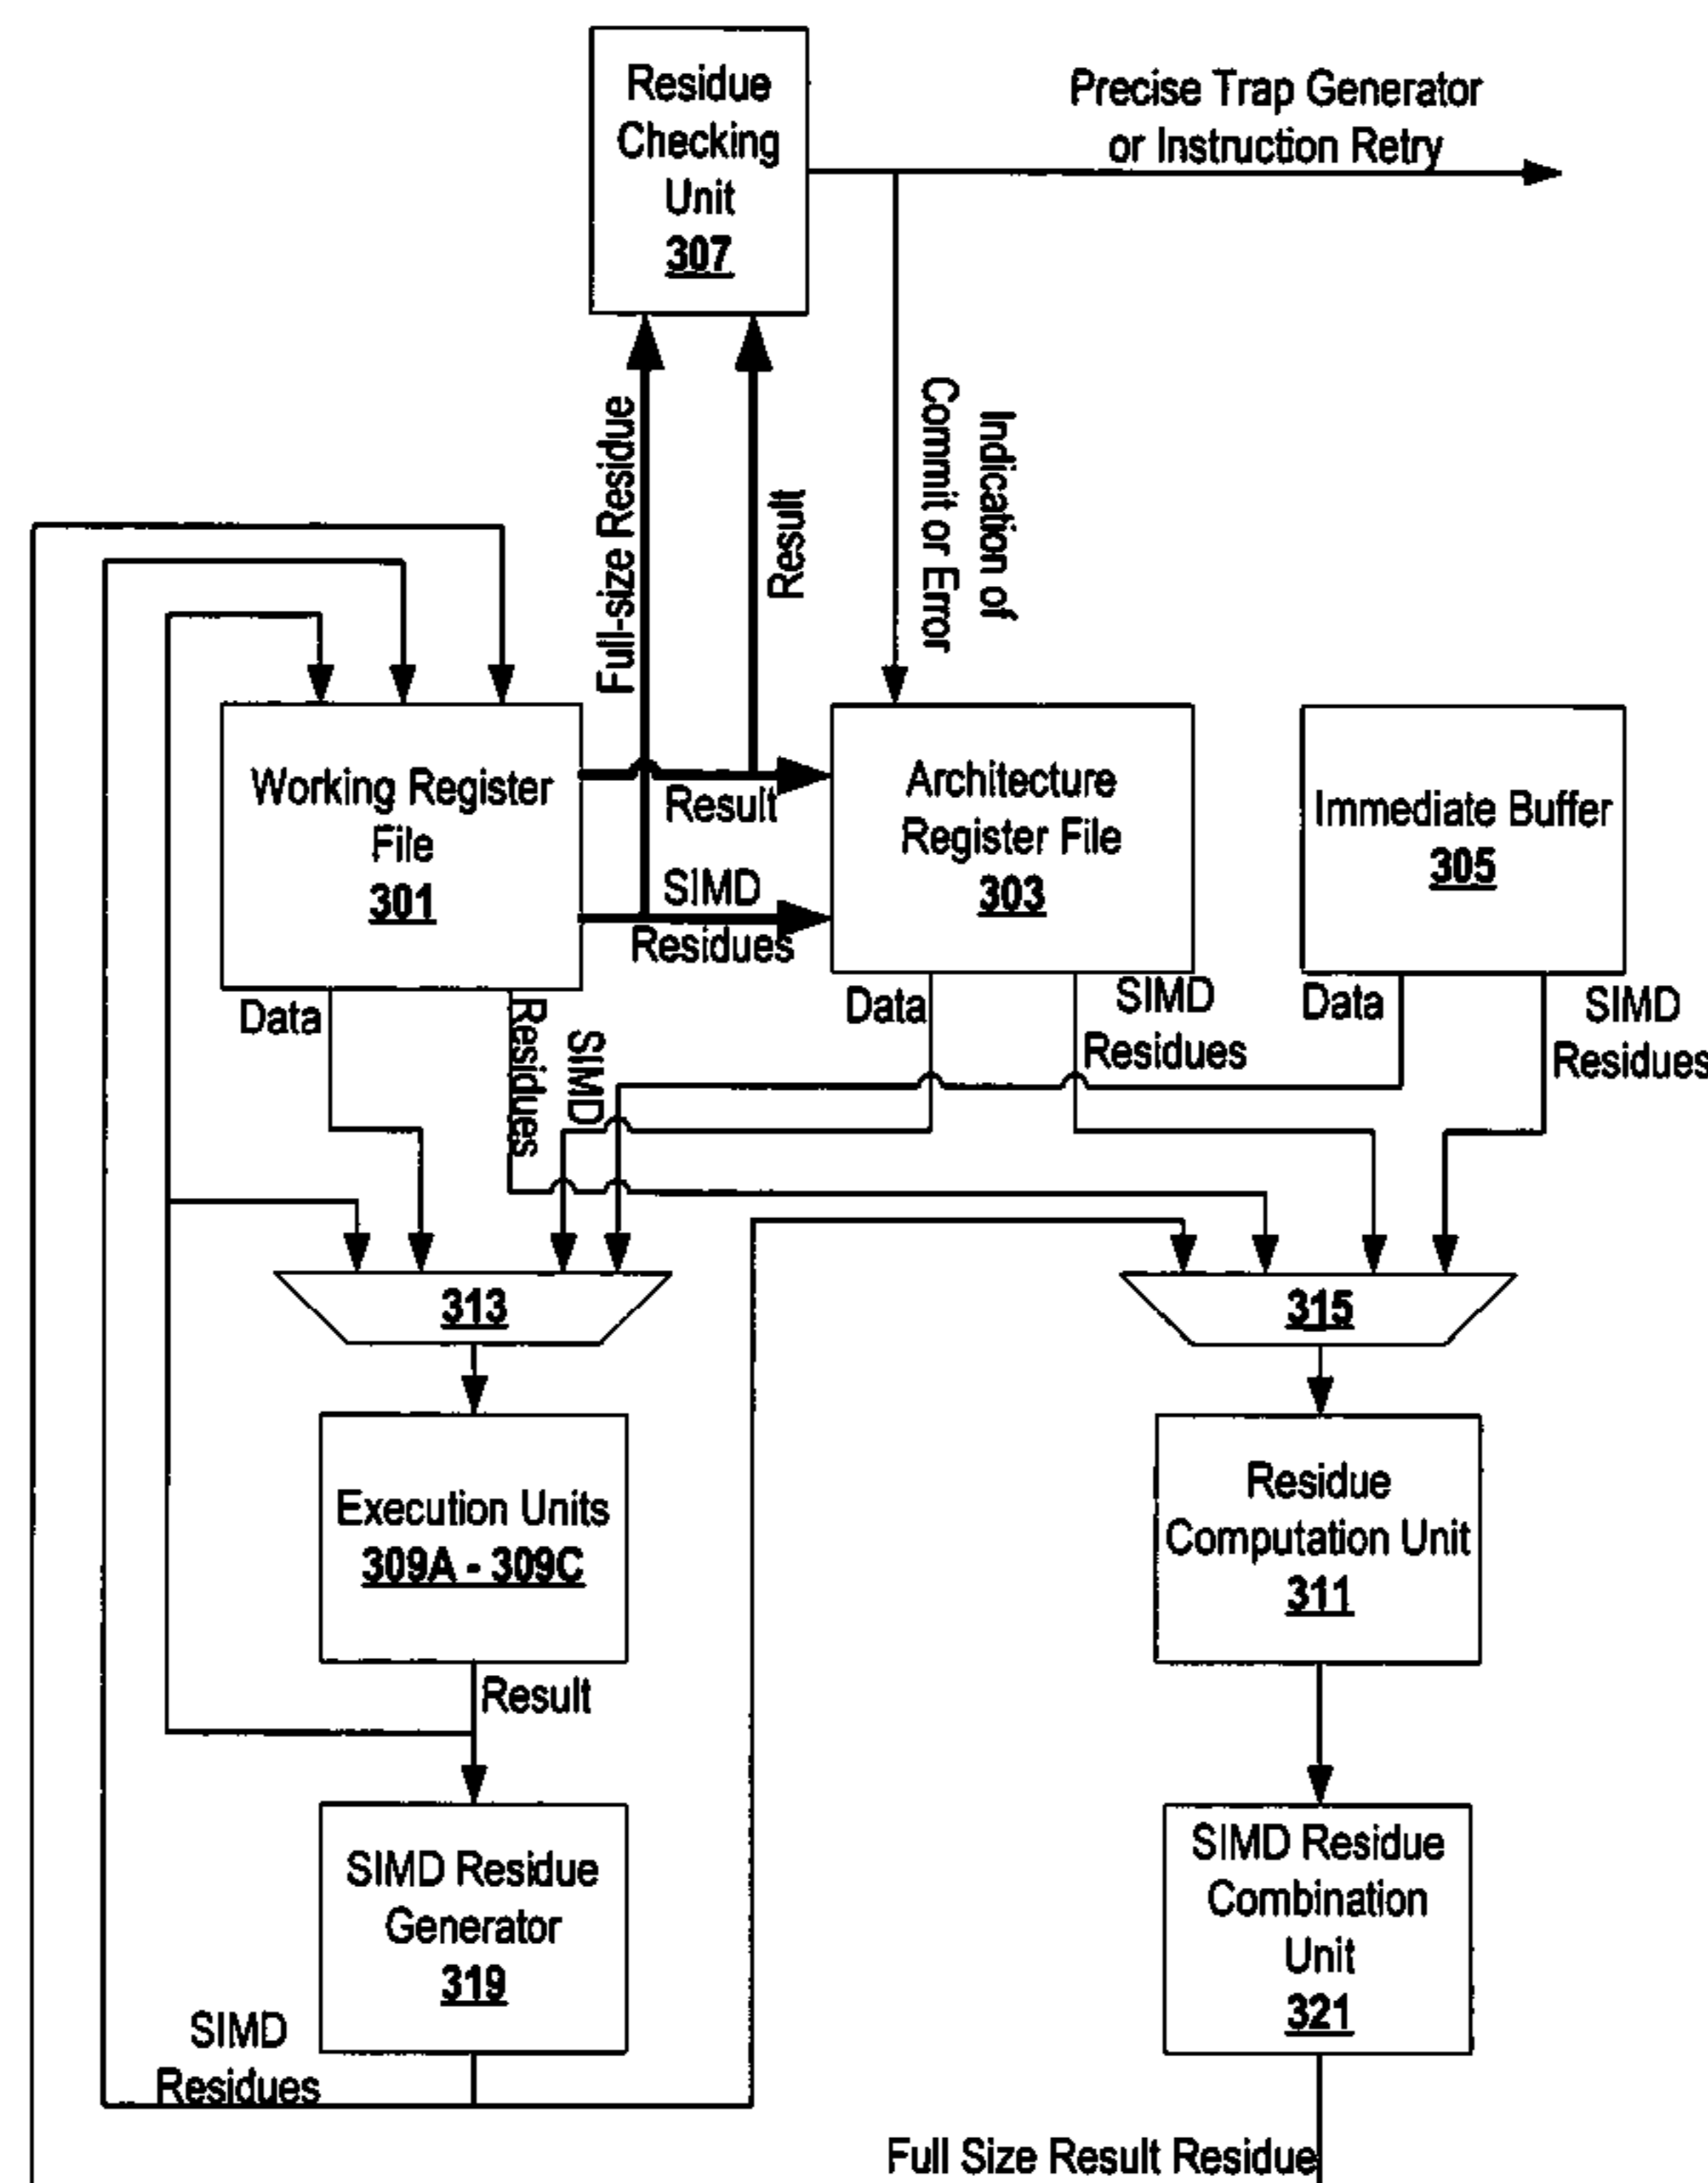 Residue
Checking
Unit
307
Precise Trap Generator
or Instruction Retry
Full-size Residue
Result
Indication of
Commit or Error
Working Register
File
301
Result
SIMD
Residues
Architecture
Register File
303
Immediate Buffer
305
Data
SIMD
Residues
Data
SIMD
Residues
Data
SIMD
Residues
313
315
Execution Units
309A - 309C
Residue
Computation Unit
311
Result
SIMD Residue
Generator
319
SIMD Residue
Combination
Unit
321
SIMD
Residues
Full Size Result Residue